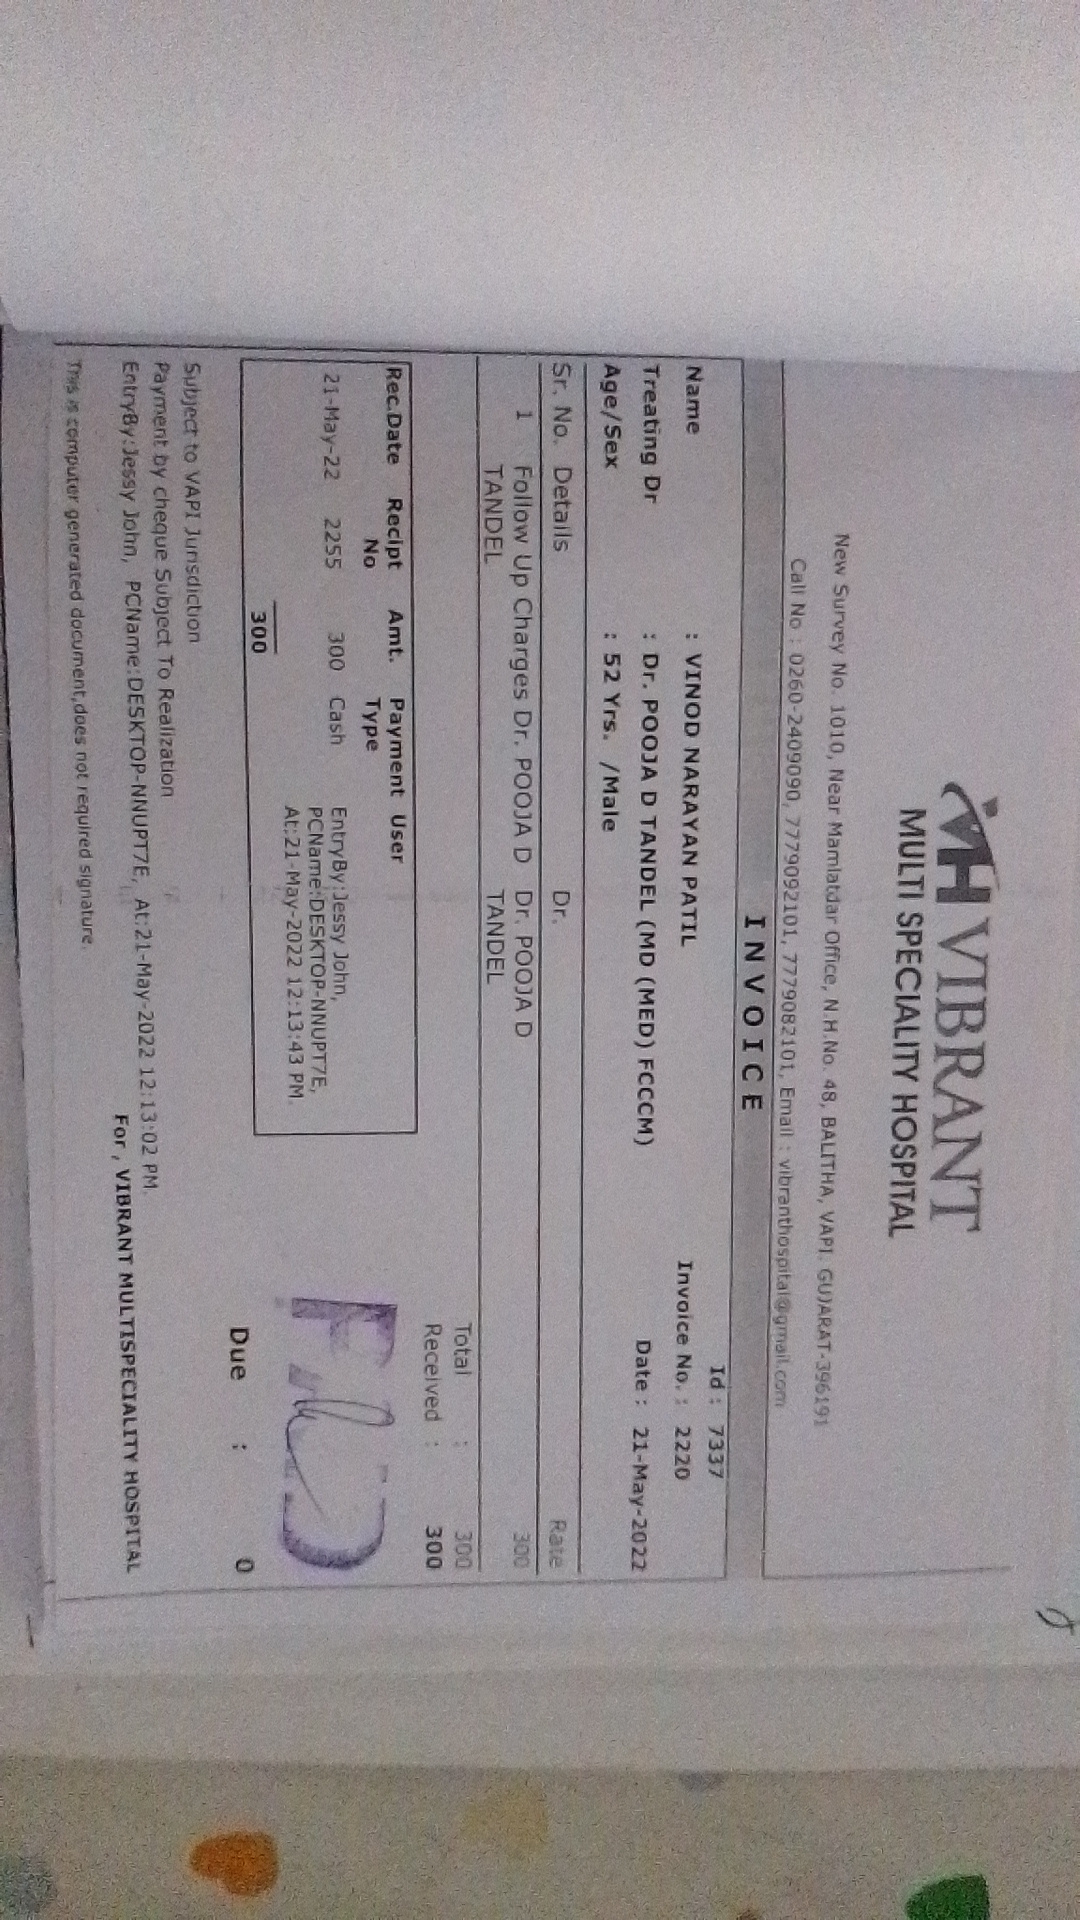 VIBRANT
MULTI SPECIALITY HOSPITAL
New Survey No. 1010, Near Mamlatdar Office, N.H.No. 48, BALITHA, VAPI. GUJARAT-396191
Call No : 0260-2409090, 7779092101, 7779082101, Email : vibranthospital@gmail.com
INVOICE
Id : 7337
Name : VINOD NARAYAN PATIL Invoice No. : 2220
Treating Dr : Dr. POOJA D TANDEL (MD (MED) FCCCM) Date : 21-May-2022
Age/Sex : 52 Yrs. /Male
Sr. No. Details Dr. Rate
1 Follow Up Charges Dr. POOJA D Dr. POOJA D 300
TANDEL TANDEL
Total : 300
Received : 300
Rec.Date Recipt Amt. Payment User
No Type
21-May-22 2255 300 Cash EntryBy:Jessy John,
PCName:DESKTOP-NNUPT7E,
At:21-May-2022 12:13:43 PM.
300
Due : 0
Subject to VAPI Jurisdiction
Payment by cheque Subject To Realization
EntryBy:Jessy John, PCName:DESKTOP-NNUPT7E, At:21-May-2022 12:13:02 PM.
For , VIBRANT MULTISPECIALITY HOSPITAL
This is computer generated document,does not required signature.